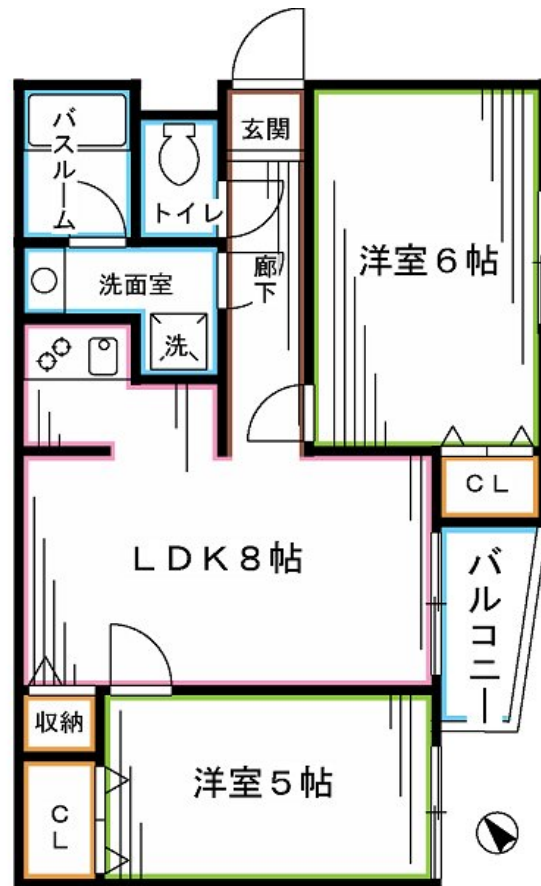 バスルーム
トイレ
玄関
洋室6帖
洗面室
廊下
洗
CL
LDK8帖
バルコニー
収納
洋室5帖
CL